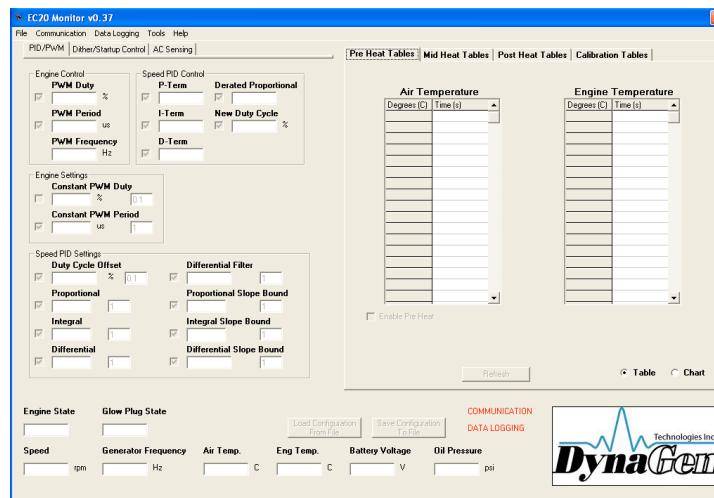 EC20 Monitor v0.37
File Communication Data Logging Tools Help
PID/PWM Dither/Startup Control AC Sensing
Engine Control
PWM Duty
%
PWM Period
us
PWM Frequency
Hz
Speed PID Control
P-Term Derated Proportional
I-Term New Duty Cycle
%
D-Term
Engine Settings
Constant PWM Duty
% 0.1
Constant PWM Period
us 1
Speed PID Settings
Duty Cycle Offset Differential Filter
% 0.1 1
Proportional Proportional Slope Bound
1 1
Integral Integral Slope Bound
1 1
Differential Differential Slope Bound
1 1
Pre Heat Tables Mid Heat Tables Post Heat Tables Calibration Tables
Air Temperature
Degrees (C) Time (s)
Engine Temperature
Degrees (C) Time (s)
Enable Pre Heat
Refresh
Table Chart
Engine State Glow Plug State
Load Configuration
From File
Save Configuration
To File
COMMUNICATION
DATA LOGGING
Speed Generator Frequency Air Temp. Eng Temp. Battery Voltage Oil Pressure
rpm Hz C C V psi
Technologies Inc
DynaGen